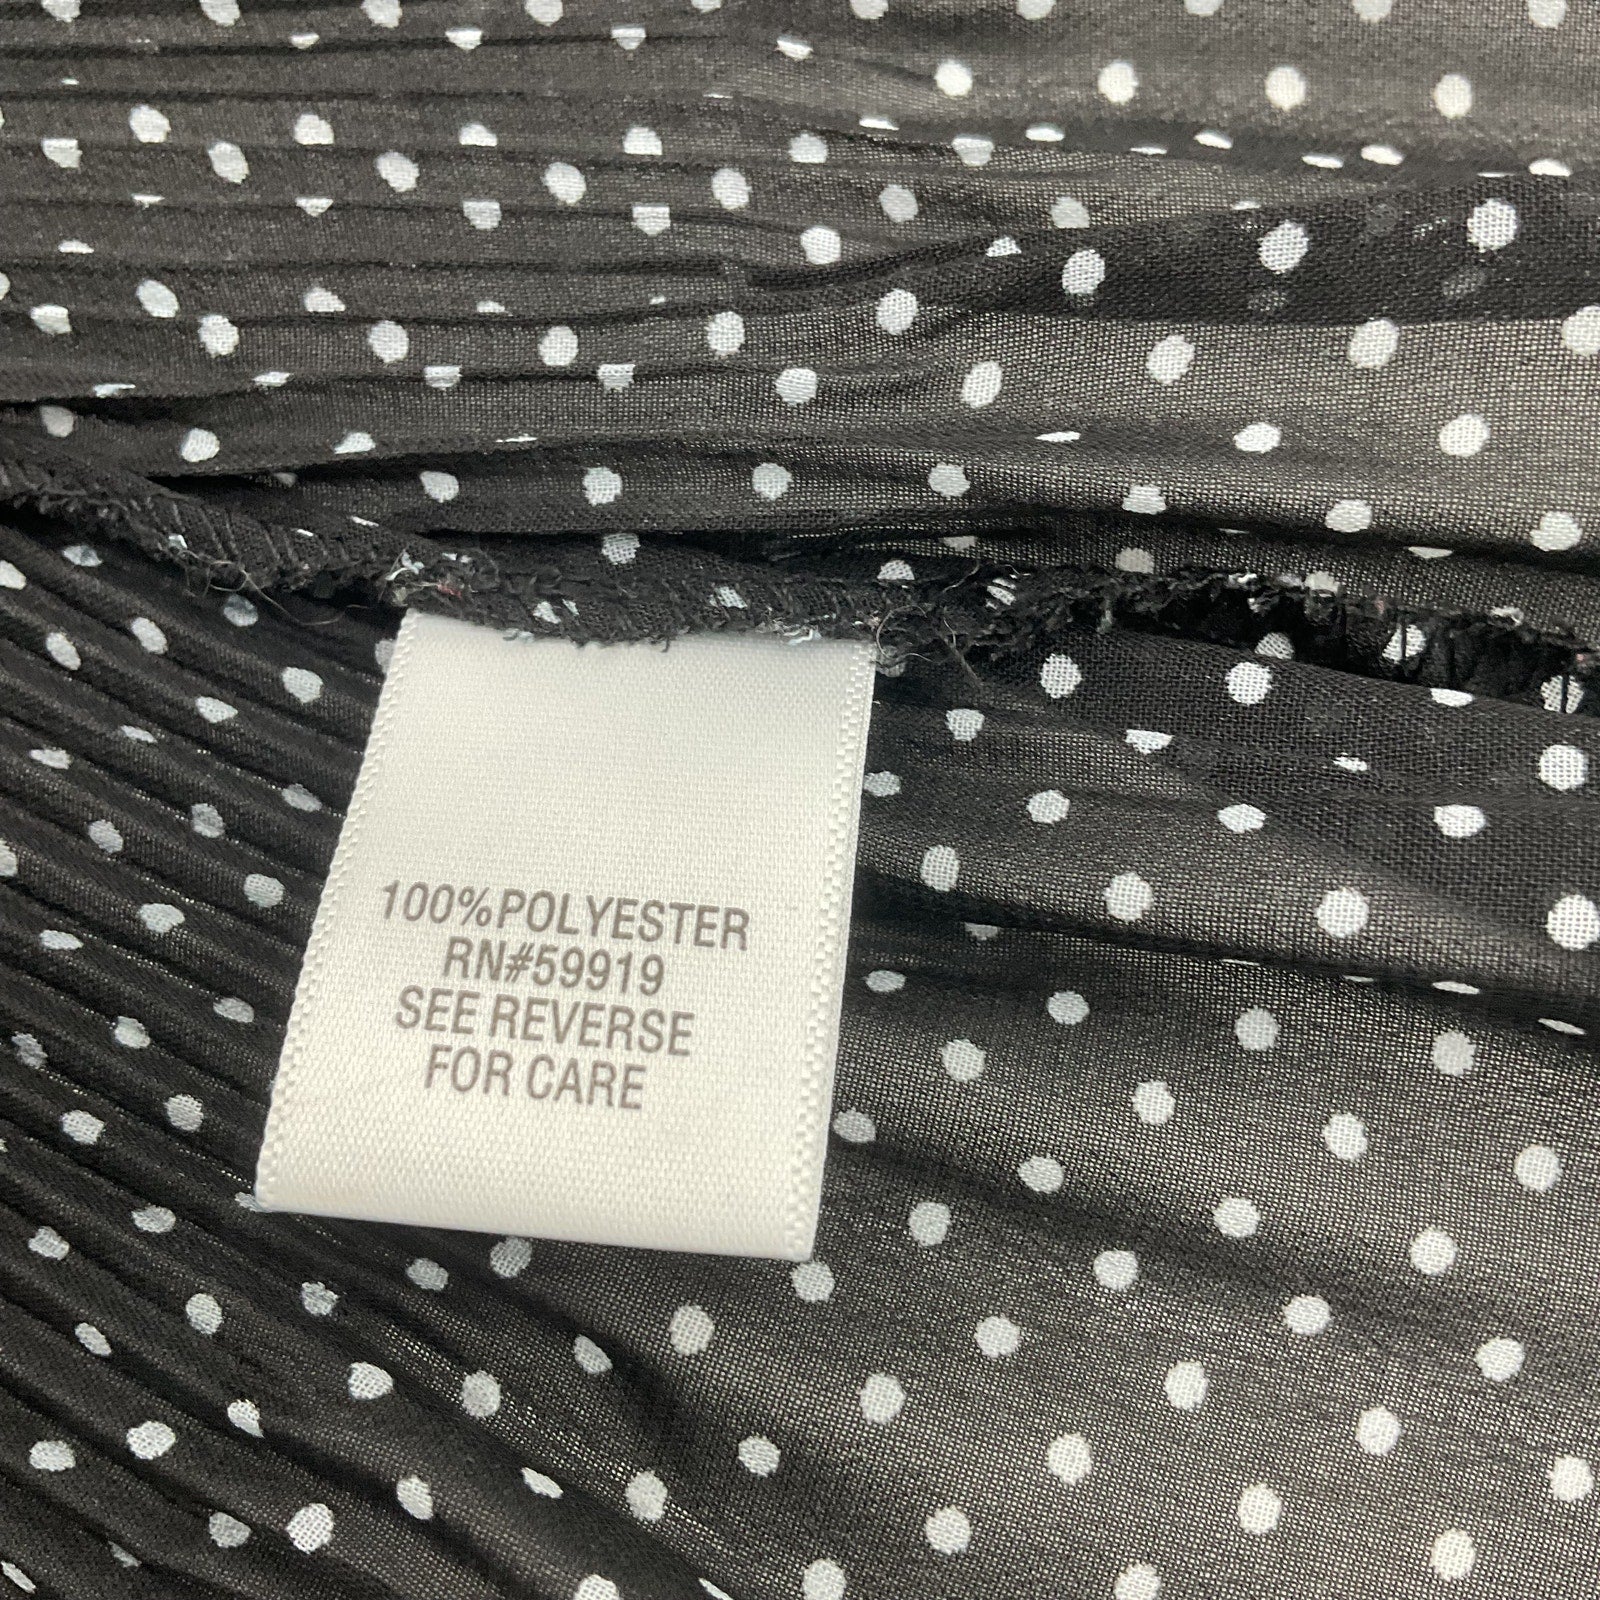 100% POLYESTER
RN#59919
SEE REVERSE
FOR CARE